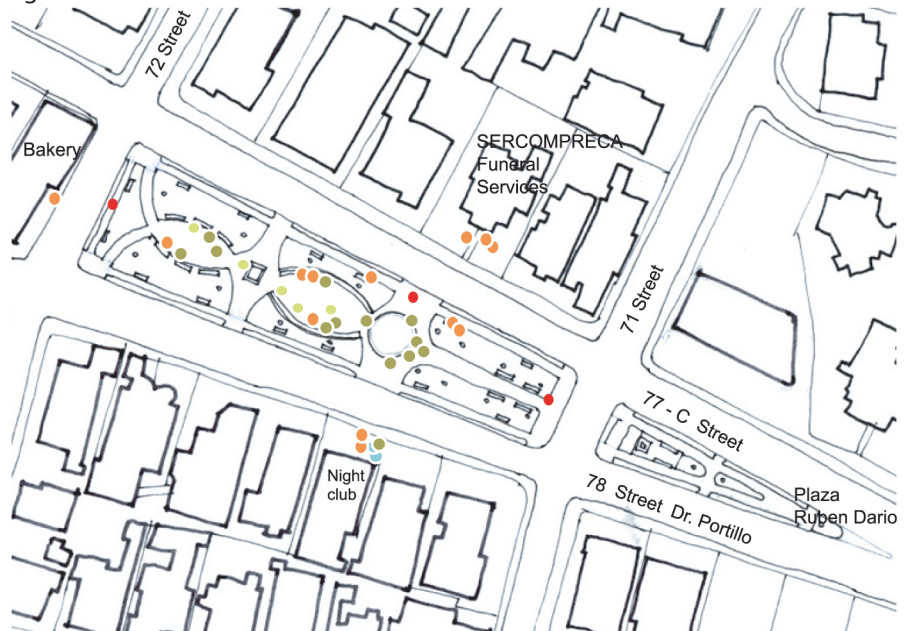 72 Street
Bakery
SERCOMPRECA
Funeral
Services
71 Street
77 - C Street
Night
club
78 Street Dr. Portillo
Plaza
Ruben Dario